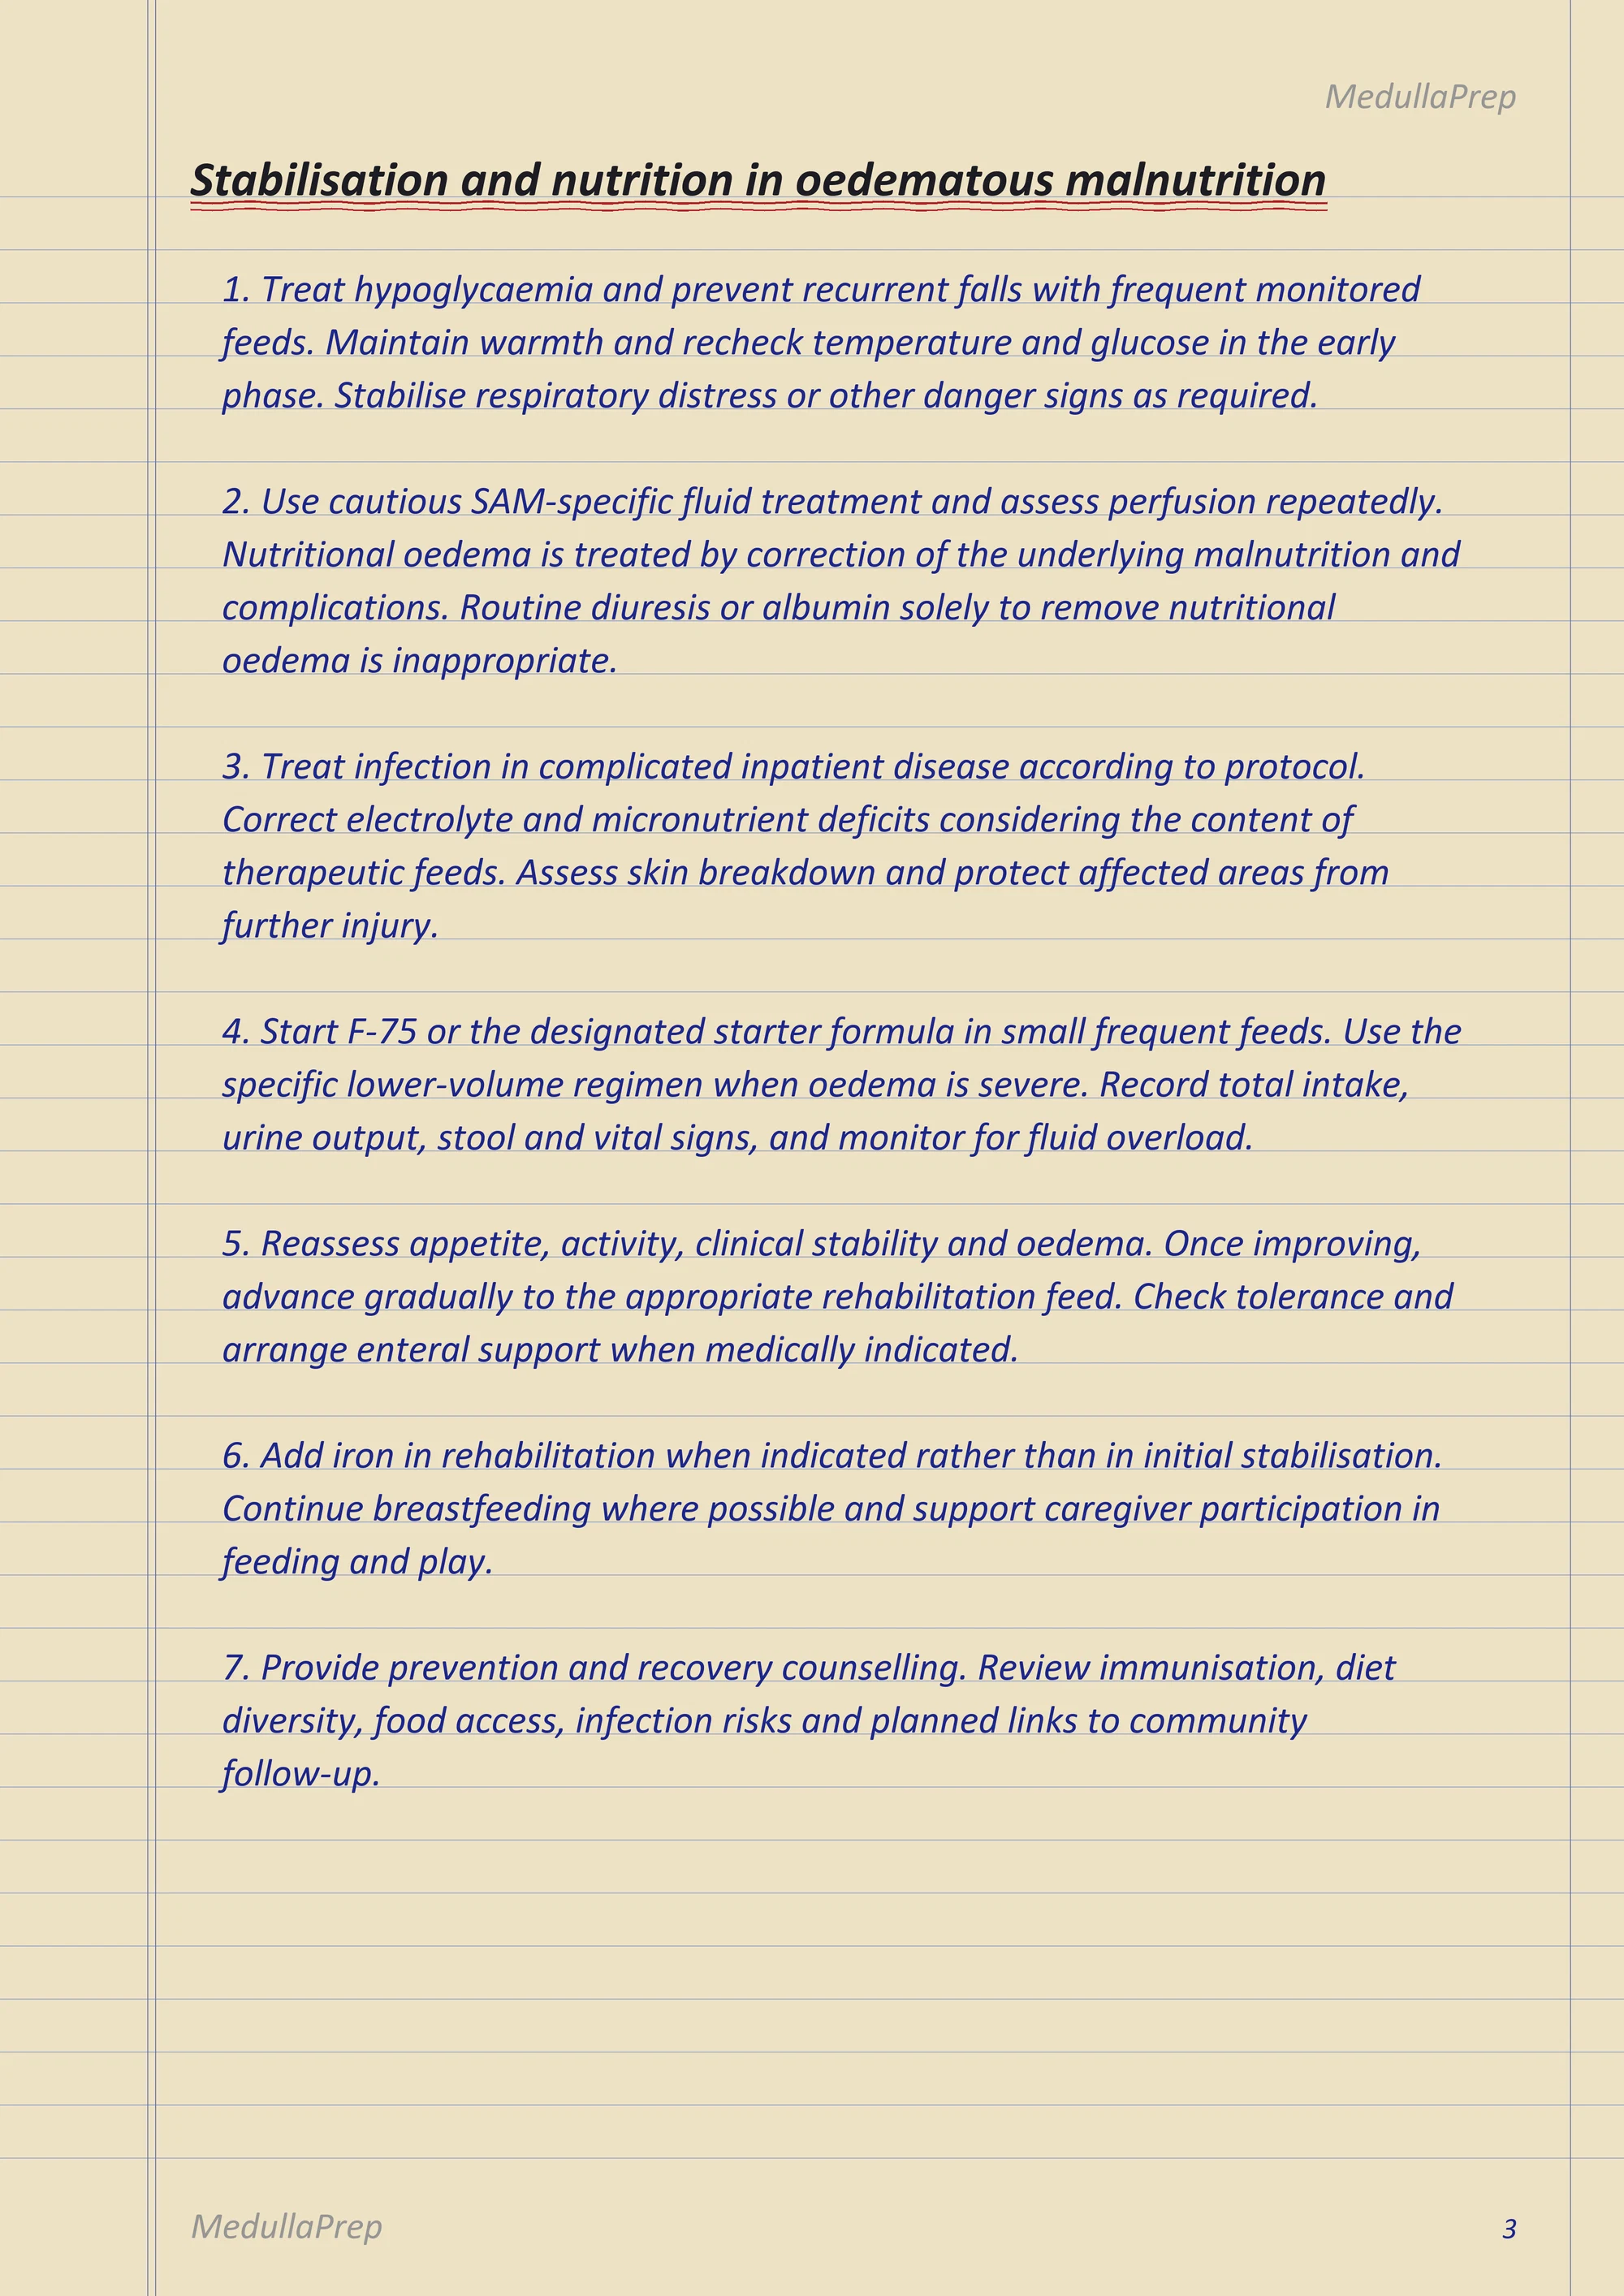 MedullaPrep
Stabilisation and nutrition in oedematous malnutrition
1. Treat hypoglycaemia and prevent recurrent falls with frequent monitored
feeds. Maintain warmth and recheck temperature and glucose in the early
phase. Stabilise respiratory distress or other danger signs as required.
2. Use cautious SAM-specific fluid treatment and assess perfusion repeatedly.
Nutritional oedema is treated by correction of the underlying malnutrition and
complications. Routine diuresis or albumin solely to remove nutritional
oedema is inappropriate.
3. Treat infection in complicated inpatient disease according to protocol.
Correct electrolyte and micronutrient deficits considering the content of
therapeutic feeds. Assess skin breakdown and protect affected areas from
further injury.
4. Start F-75 or the designated starter formula in small frequent feeds. Use the
specific lower-volume regimen when oedema is severe. Record total intake,
urine output, stool and vital signs, and monitor for fluid overload.
5. Reassess appetite, activity, clinical stability and oedema. Once improving,
advance gradually to the appropriate rehabilitation feed. Check tolerance and
arrange enteral support when medically indicated.
6. Add iron in rehabilitation when indicated rather than in initial stabilisation.
Continue breastfeeding where possible and support caregiver participation in
feeding and play.
7. Provide prevention and recovery counselling. Review immunisation, diet
diversity, food access, infection risks and planned links to community
follow-up.
MedullaPrep
3